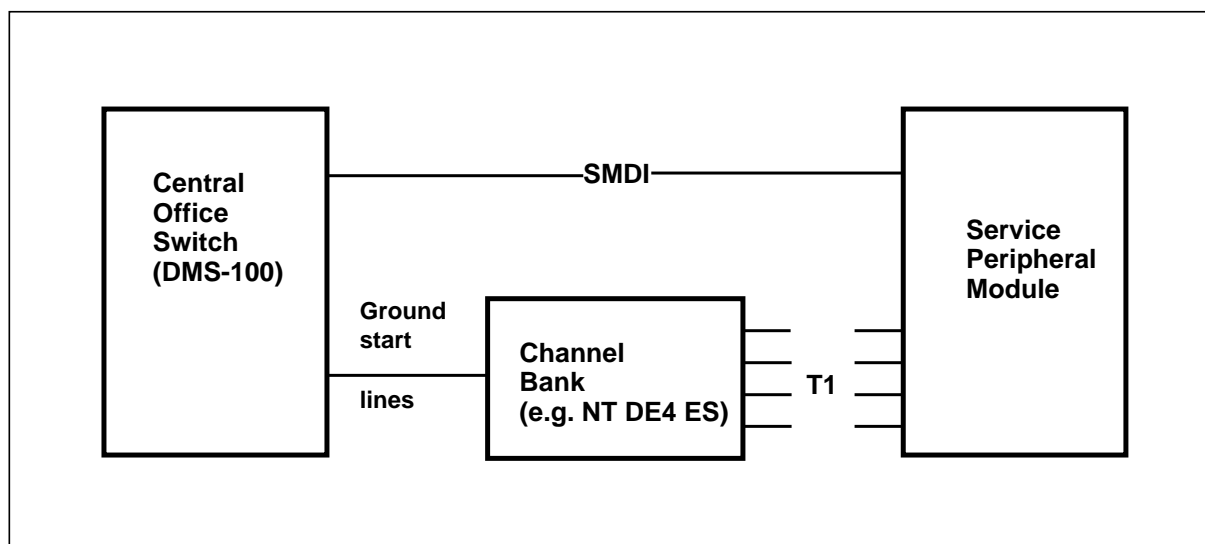 Central
Office
Switch
(DMS-100)
SMDI
Service
Peripheral
Module
Ground
start
lines
Channel
Bank
(e.g. NT DE4 ES)
T1